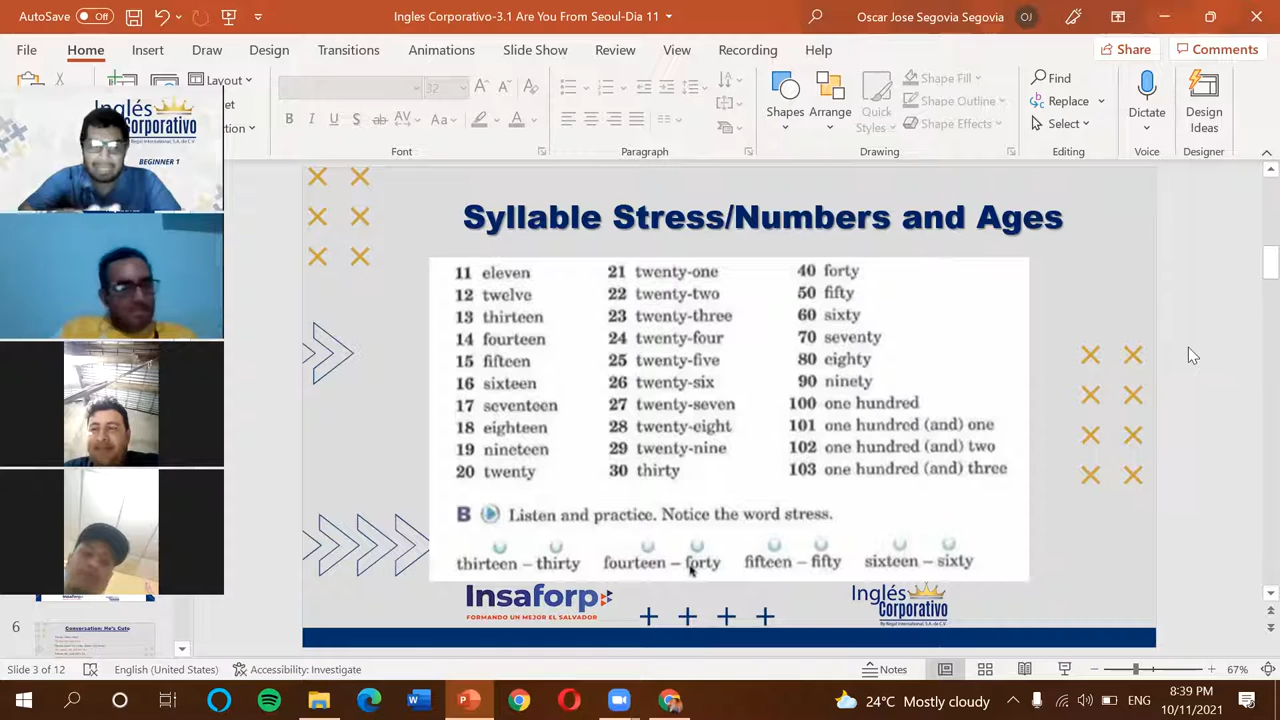 AutoSave Off
Ingles Corporativo-3.1 Are You From Seoul-Dia 11
Oscar Jose Segovia Segovia OJ
File Home Insert Draw Design Transitions Animations Slide Show Review View Recording Help Share Comments
Layout
Shapes Arrange Quick Styles
Shape Fill
Shape Outline
Shape Effects
Find
Replace
Select
Dictate
Design Ideas
Font Paragraph Drawing Editing Voice Designer
Inglés
Corporativo
BEGINNER 1
Syllable Stress/Numbers and Ages
11 eleven
12 twelve
13 thirteen
14 fourteen
15 fifteen
16 sixteen
17 seventeen
18 eighteen
19 nineteen
20 twenty
21 twenty-one
22 twenty-two
23 twenty-three
24 twenty-four
25 twenty-five
26 twenty-six
27 twenty-seven
28 twenty-eight
29 twenty-nine
30 thirty
40 forty
50 fifty
60 sixty
70 seventy
80 eighty
90 ninety
100 one hundred
101 one hundred (and) one
102 one hundred (and) two
103 one hundred (and) three
B Listen and practice. Notice the word stress.
thirteen – thirty fourteen – forty fifteen – fifty sixteen – sixty
Insaforp
FORMANDO UN MEJOR EL SALVADOR
Inglés
Corporativo
6
Conversation: He's Cute
Slide 3 of 12 English (United States) Accessibility: Investigate Notes 67%
24°C Mostly cloudy ENG
8:39 PM
10/11/2021